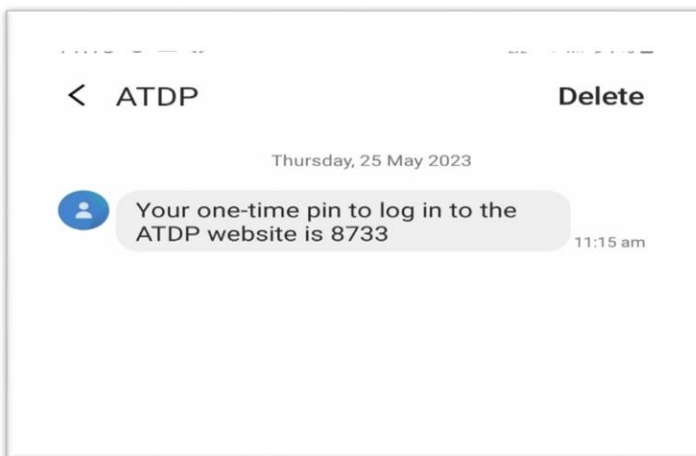 < ATDP
Delete
Thursday, 25 May 2023
Your one-time pin to log in to the
ATDP website is 8733
11:15 am